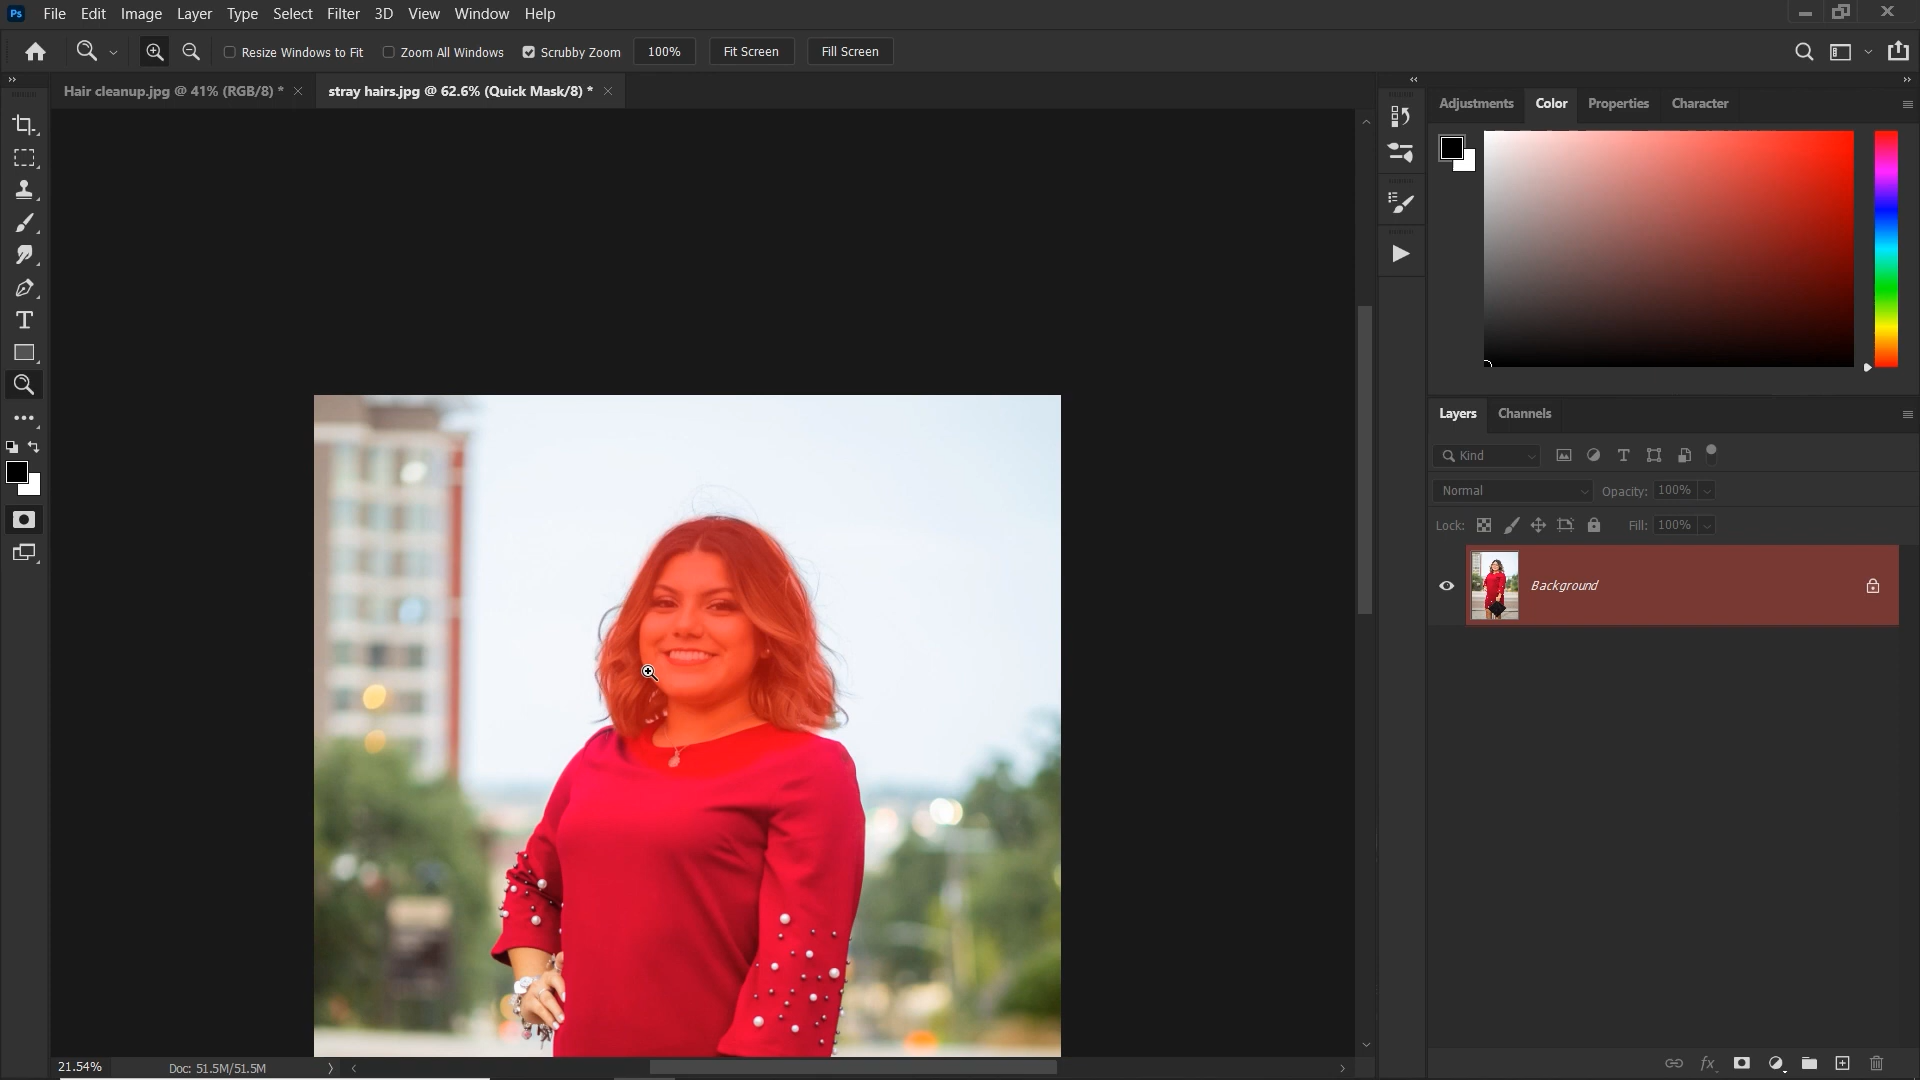 Ps File Edit Image Layer Type Select Filter 3D View Window Help
Resize Windows to Fit Zoom All Windows Scrubby Zoom 100% Fit Screen Fill Screen
Hair cleanup.jpg @ 41% (RGB/8) * stray hairs.jpg @ 62.6% (Quick Mask/8) *
Adjustments Color Properties Character
Layers Channels
Kind
Normal Opacity: 100%
Lock: Fill: 100%
Background
21.54% Doc: 51.5M/51.5M
fx